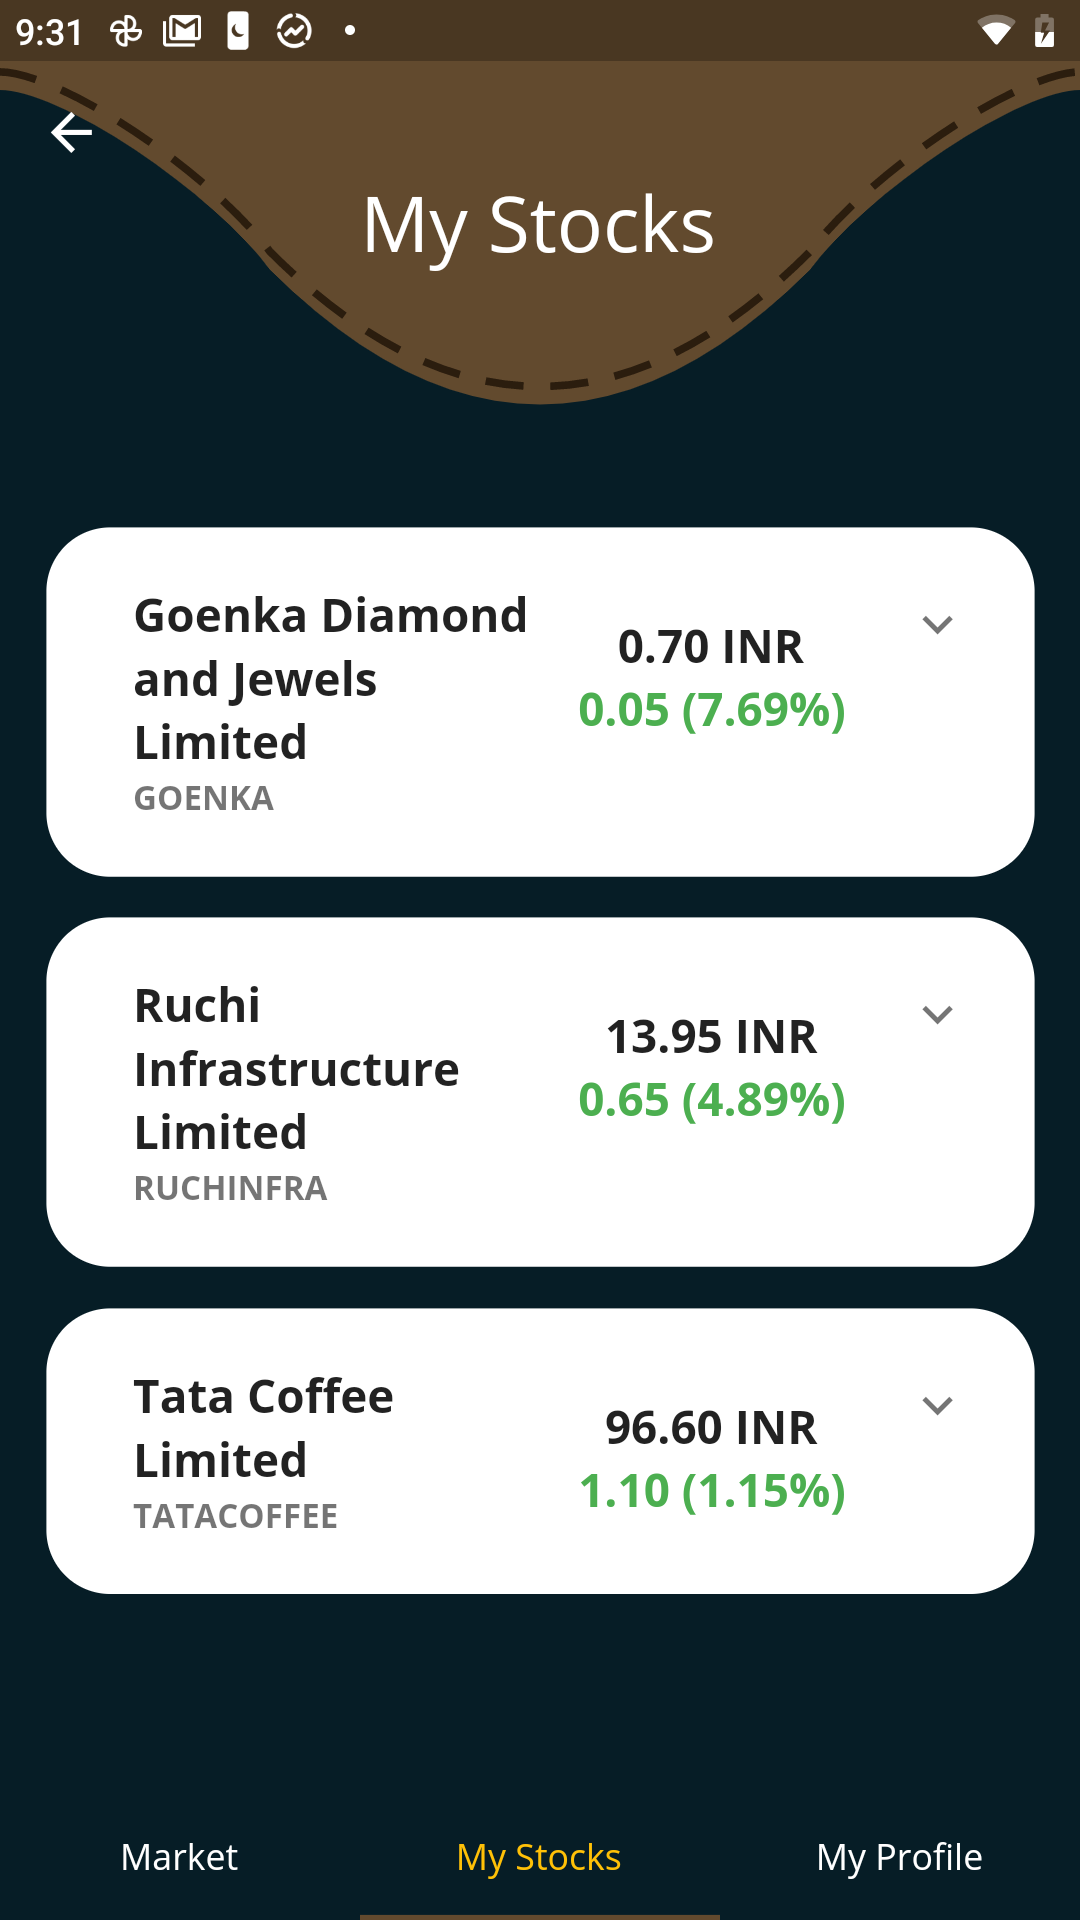 9:31
My Stocks
Goenka Diamond
and Jewels
Limited
GOENKA
0.70 INR
0.05 (7.69%)
Ruchi
Infrastructure
Limited
RUCHINFRA
13.95 INR
0.65 (4.89%)
Tata Coffee
Limited
TATACOFFEE
96.60 INR
1.10 (1.15%)
Market
My Stocks
My Profile